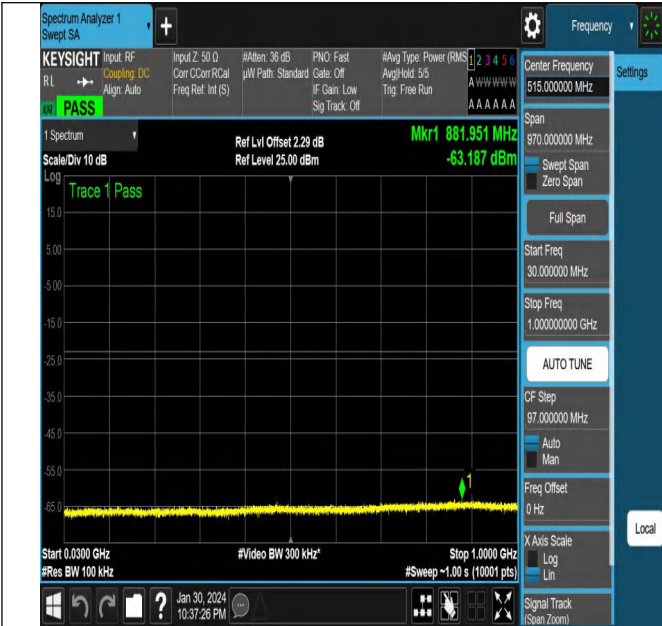 Spectrum Analyzer 1
Swept SA
+
Frequency
KEYSIGHT
RL
PASS
Input: RF
Coupling: DC
Align: Auto
Input Z: 50 Ω
Corr CCorr RCal
Freq Ref: Int (S)
#Atten: 36 dB
µW Path: Standard
PNO: Fast
Gate: Off
IF Gain: Low
Sig Track: Off
#Avg Type: Power (RMS
Avg|Hold: 5/5
Trig: Free Run
1 2 3 4 5 6
A W W W W W
A A A A A A
1 Spectrum
Scale/Div 10 dB
Ref Lvl Offset 2.29 dB
Ref Level 25.00 dBm
Mkr1 881.951 MHz
-63.187 dBm
Log
Trace 1 Pass
15.0
5.00
-5.00
-15.0
-25.0
-35.0
-45.0
-55.0
-65.0
1
Start 0.0300 GHz
#Res BW 100 kHz
#Video BW 300 kHz*
Stop 1.0000 GHz
#Sweep ~1.00 s (10001 pts)
Center Frequency
515.000000 MHz
Settings
Span
970.000000 MHz
Swept Span
Zero Span
Full Span
Start Freq
30.000000 MHz
Stop Freq
1.000000000 GHz
AUTO TUNE
CF Step
97.000000 MHz
Auto
Man
Freq Offset
0 Hz
X Axis Scale
Log
Lin
Local
Signal Track
(Span Zoom)
?
Jan 30, 2024
10:37:26 PM